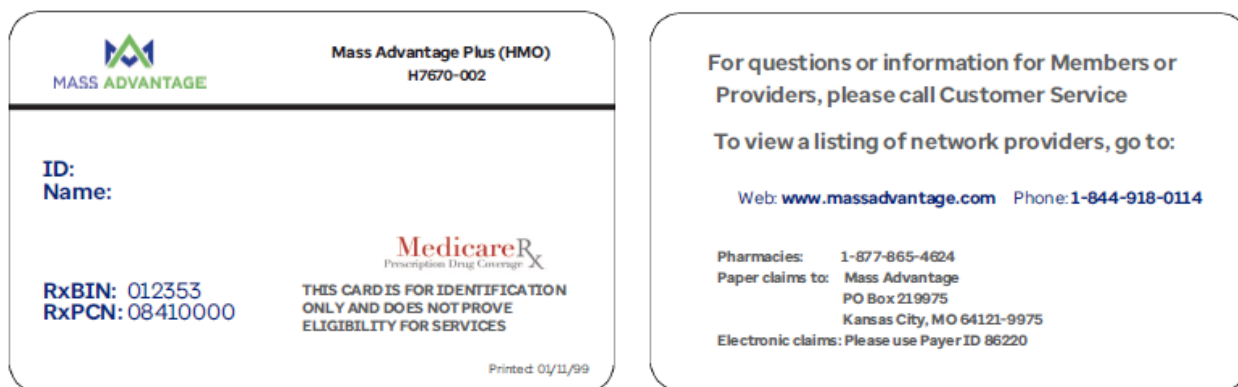 MASS ADVANTAGE
Mass Advantage Plus (HMO)
H7670-002
ID:
Name:
MedicareRx
Prescription Drug Coverage
RxBIN: 012353
RxPCN: 08410000
THIS CARD IS FOR IDENTIFICATION
ONLY AND DOES NOT PROVE
ELIGIBILITY FOR SERVICES
Printed: 01/11/99
For questions or information for Members or
Providers, please call Customer Service
To view a listing of network providers, go to:
Web: www.massadvantage.com Phone: 1-844-918-0114
Pharmacies: 1-877-865-4624
Paper claims to: Mass Advantage
PO Box 219975
Kansas City, MO 64121-9975
Electronic claims: Please use Payer ID 86220